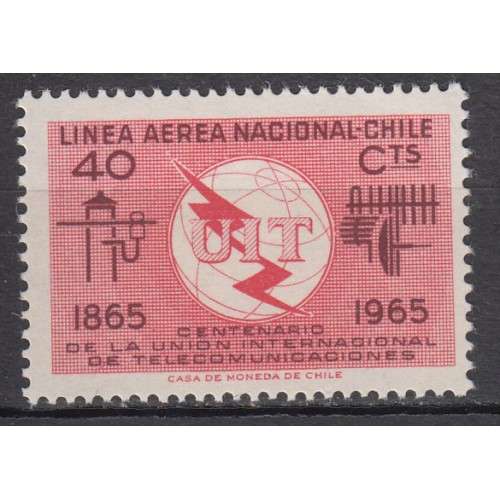 LINEA AEREA NACIONAL-CHILE
40 CTS
UIT
1865 1965
CENTENARIO
DE LA UNION INTERNACIONAL
DE TELECOMUNICACIONES
CASA DE MONEDA DE CHILE